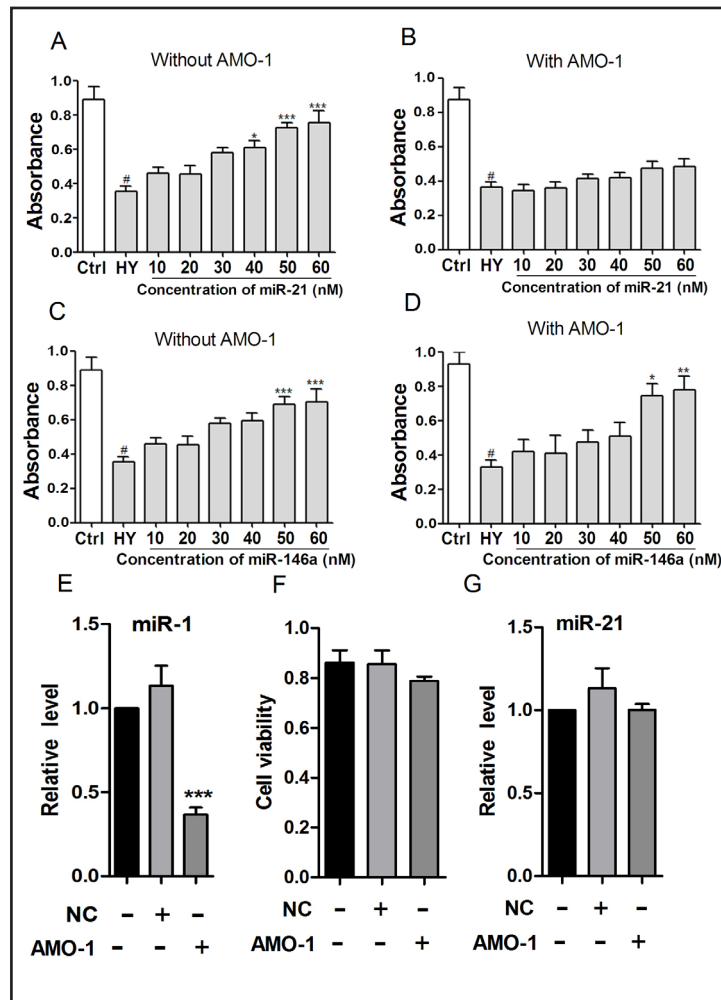 A
Without AMO-1
Absorbance
1.0
0.8
0.6
0.4
0.2
0.0
#
*
***
***
Ctrl HY 10 20 30 40 50 60
Concentration of miR-21 (nM)
B
With AMO-1
Absorbance
1.0
0.8
0.6
0.4
0.2
0.0
#
Ctrl HY 10 20 30 40 50 60
Concentration of miR-21 (nM)
C
Without AMO-1
Absorbance
1.0
0.8
0.6
0.4
0.2
0.0
#
***
***
Ctrl HY 10 20 30 40 50 60
Concentration of miR-146a (nM)
D
With AMO-1
Absorbance
1.0
0.8
0.6
0.4
0.2
0.0
#
*
**
Ctrl HY 10 20 30 40 50 60
Concentration of miR-146a (nM)
E
miR-1
Relative level
1.5
1.0
0.5
0.0
***
NC - + -
AMO-1 - - +
F
Cell viability
1.0
0.8
0.6
0.4
0.2
0.0
NC - + -
AMO-1 - - +
G
miR-21
Relative level
1.5
1.0
0.5
0.0
NC - + -
AMO-1 - - +